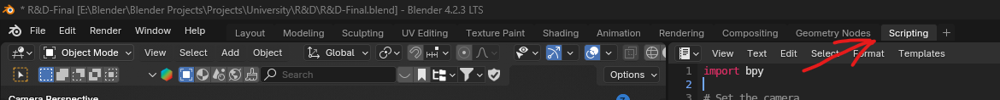 * R&D-Final [E:\Blender\Blender Projects\Projects\University\R&D\R&D-Final.blend] - Blender 4.2.3 LTS
File Edit Render Window Help Layout Modeling Sculpting UV Editing Texture Paint Shading Animation Rendering Compositing Geometry Nodes Scripting +
Object Mode View Select Add Object Global View Text Edit Select Format Templates
Search Options
1 import bpy
2
Camera Perspective
3 # Set the camera